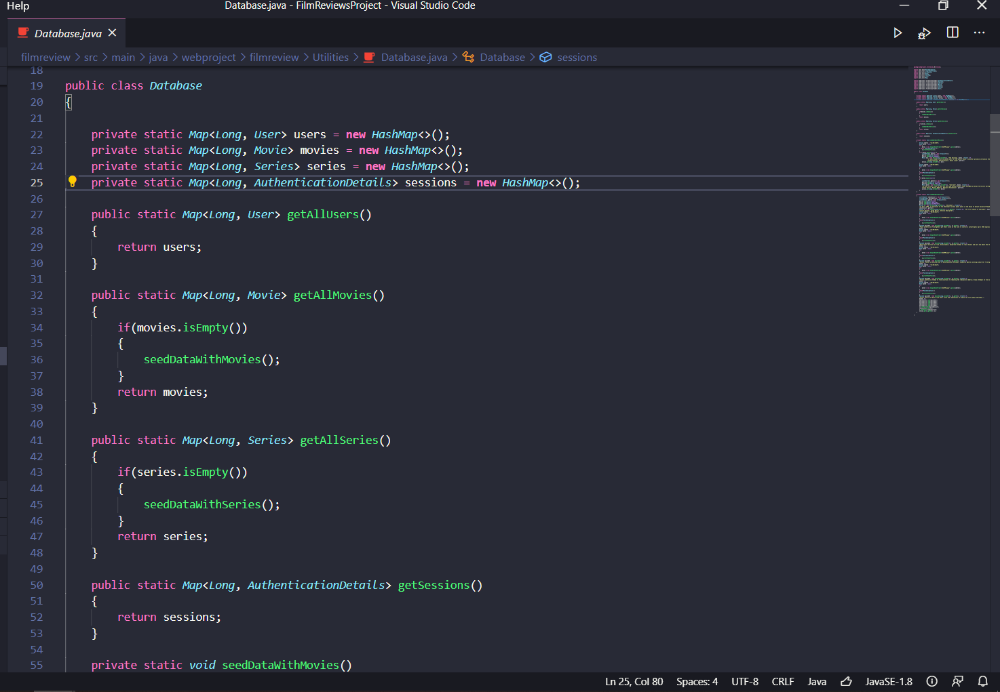 Help
Database.java - FilmReviewsProject - Visual Studio Code
Database.java
filmreview > src > main > java > webproject > filmreview > Utilities > Database.java > Database > sessions
18
19 public class Database
20 {
21
22 private static Map<Long, User> users = new HashMap<>();
23 private static Map<Long, Movie> movies = new HashMap<>();
24 private static Map<Long, Series> series = new HashMap<>();
25 private static Map<Long, AuthenticationDetails> sessions = new HashMap<>();
26
27 public static Map<Long, User> getAllUsers()
28 {
29 return users;
30 }
31
32 public static Map<Long, Movie> getAllMovies()
33 {
34 if(movies.isEmpty())
35 {
36 seedDataWithMovies();
37 }
38 return movies;
39 }
40
41 public static Map<Long, Series> getAllSeries()
42 {
43 if(series.isEmpty())
44 {
45 seedDataWithSeries();
46 }
47 return series;
48 }
49
50 public static Map<Long, AuthenticationDetails> getSessions()
51 {
52 return sessions;
53 }
54
55 private static void seedDataWithMovies()
Ln 25, Col 80 Spaces: 4 UTF-8 CRLF Java JavaSE-1.8